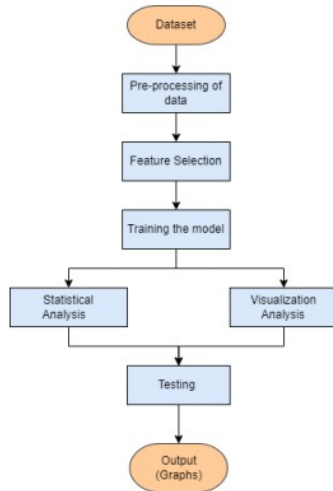 Dataset
Pre-processing of
data
Feature Selection
Training the model
Statistical
Analysis
Visualization
Analysis
Testing
Output
(Graphs)